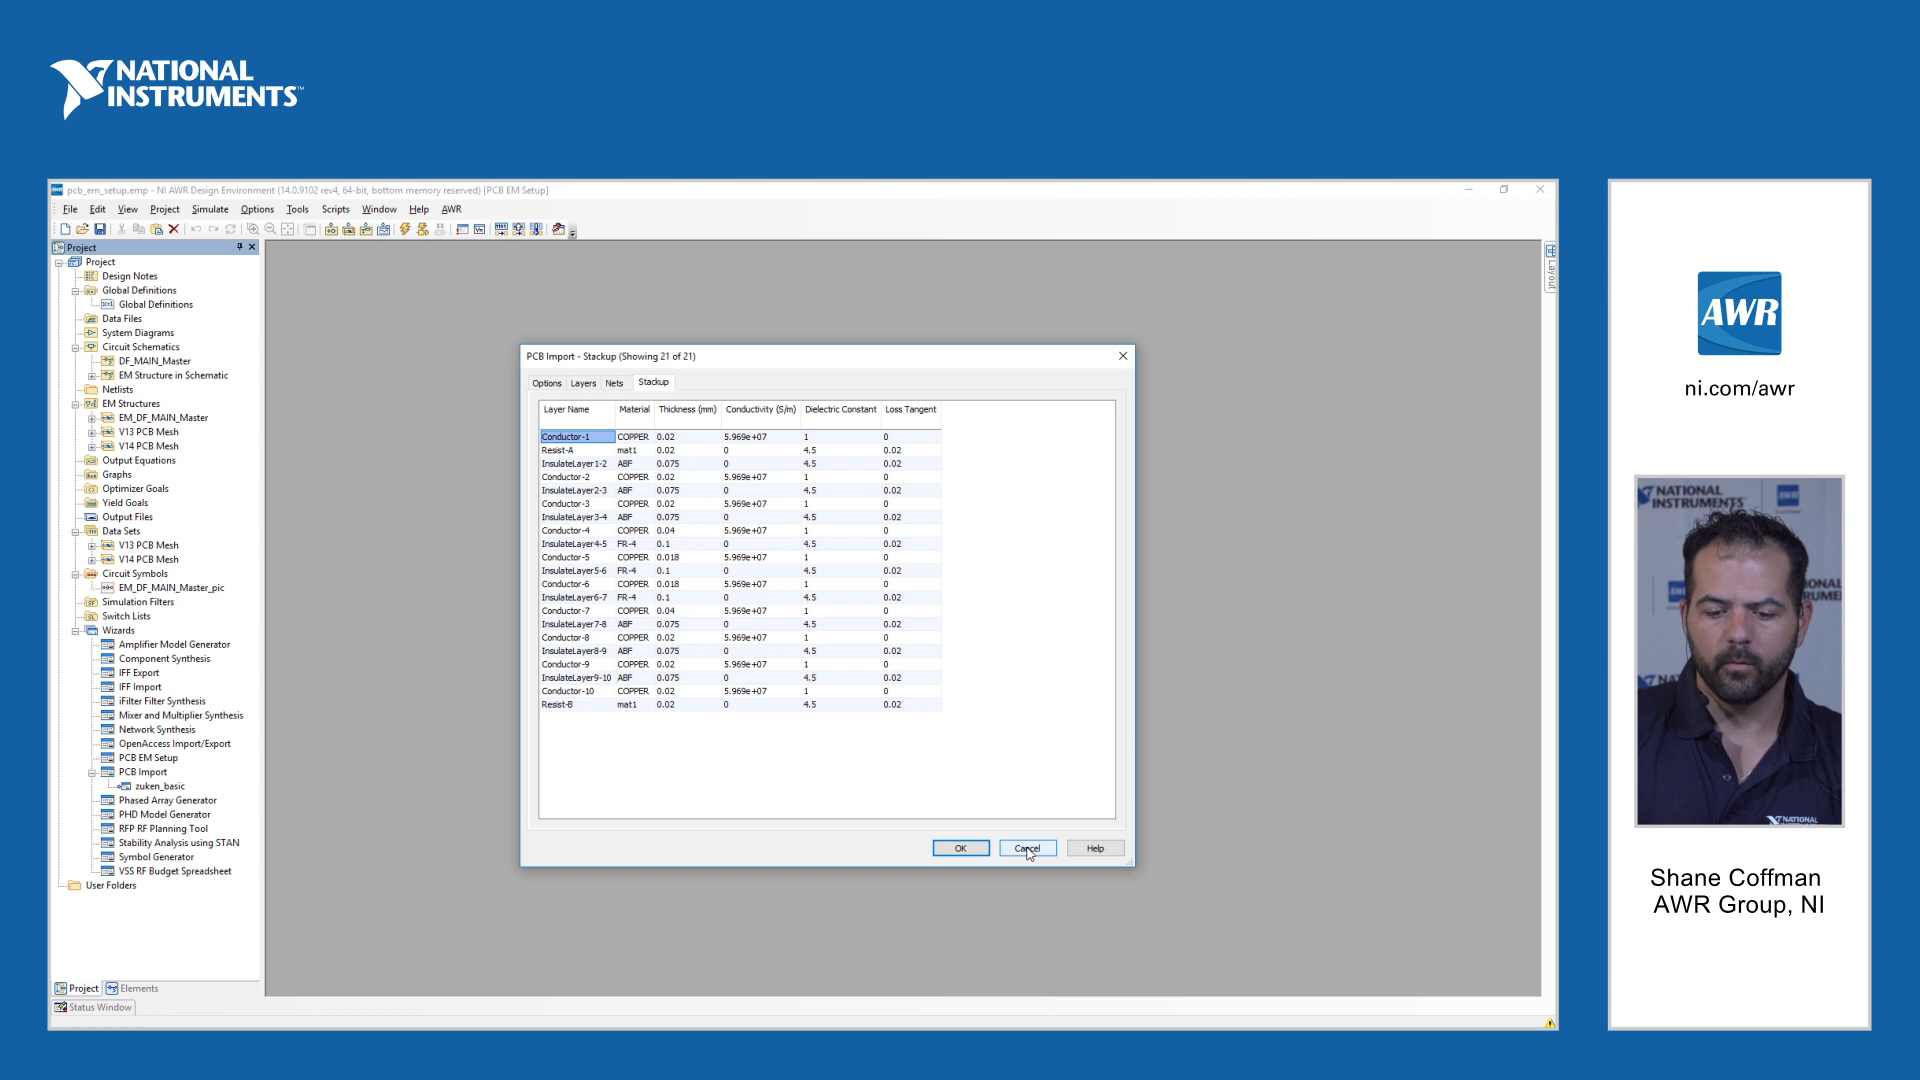 NATIONAL
INSTRUMENTS™
pcb_em_setup.emp - NI AWR Design Environment (14.0.9102 rev4, 64-bit, bottom memory reserved) [PCB EM Setup]
File Edit View Project Simulate Options Tools Scripts Window Help AWR
Project
Project
Design Notes
Global Definitions
Global Definitions
Data Files
System Diagrams
Circuit Schematics
DF_MAIN_Master
EM Structure in Schematic
Netlists
EM Structures
EM_DF_MAIN_Master
V13 PCB Mesh
V14 PCB Mesh
Output Equations
Graphs
Optimizer Goals
Yield Goals
Output Files
Data Sets
V13 PCB Mesh
V14 PCB Mesh
Circuit Symbols
EM_DF_MAIN_Master_pic
Simulation Filters
Switch Lists
Wizards
Amplifier Model Generator
Component Synthesis
IFF Export
IFF Import
iFilter Filter Synthesis
Mixer and Multiplier Synthesis
Network Synthesis
OpenAccess Import/Export
PCB EM Setup
PCB Import
zuken_basic
Phased Array Generator
PHD Model Generator
RFP RF Planning Tool
Stability Analysis using STAN
Symbol Generator
VSS RF Budget Spreadsheet
User Folders
Project Elements
Status Window
Layout
PCB Import - Stackup (Showing 21 of 21)
Options Layers Nets Stackup
Layer Name Material Thickness (mm) Conductivity (S/m) Dielectric Constant Loss Tangent
Conductor-1 COPPER 0.02 5.969e+07 1 0
Resist-A mat1 0.02 0 4.5 0.02
InsulateLayer1-2 ABF 0.075 0 4.5 0.02
Conductor-2 COPPER 0.02 5.969e+07 1 0
InsulateLayer2-3 ABF 0.075 0 4.5 0.02
Conductor-3 COPPER 0.02 5.969e+07 1 0
InsulateLayer3-4 ABF 0.075 0 4.5 0.02
Conductor-4 COPPER 0.04 5.969e+07 1 0
InsulateLayer4-5 FR-4 0.1 0 4.5 0.02
Conductor-5 COPPER 0.018 5.969e+07 1 0
InsulateLayer5-6 FR-4 0.1 0 4.5 0.02
Conductor-6 COPPER 0.018 5.969e+07 1 0
InsulateLayer6-7 FR-4 0.1 0 4.5 0.02
Conductor-7 COPPER 0.04 5.969e+07 1 0
InsulateLayer7-8 ABF 0.075 0 4.5 0.02
Conductor-8 COPPER 0.02 5.969e+07 1 0
InsulateLayer8-9 ABF 0.075 0 4.5 0.02
Conductor-9 COPPER 0.02 5.969e+07 1 0
InsulateLayer9-10 ABF 0.075 0 4.5 0.02
Conductor-10 COPPER 0.02 5.969e+07 1 0
Resist-B mat1 0.02 0 4.5 0.02
OK Cancel Help
AWR
ni.com/awr
NATIONAL
INSTRUMENTS
NATIONAL
Shane Coffman
AWR Group, NI